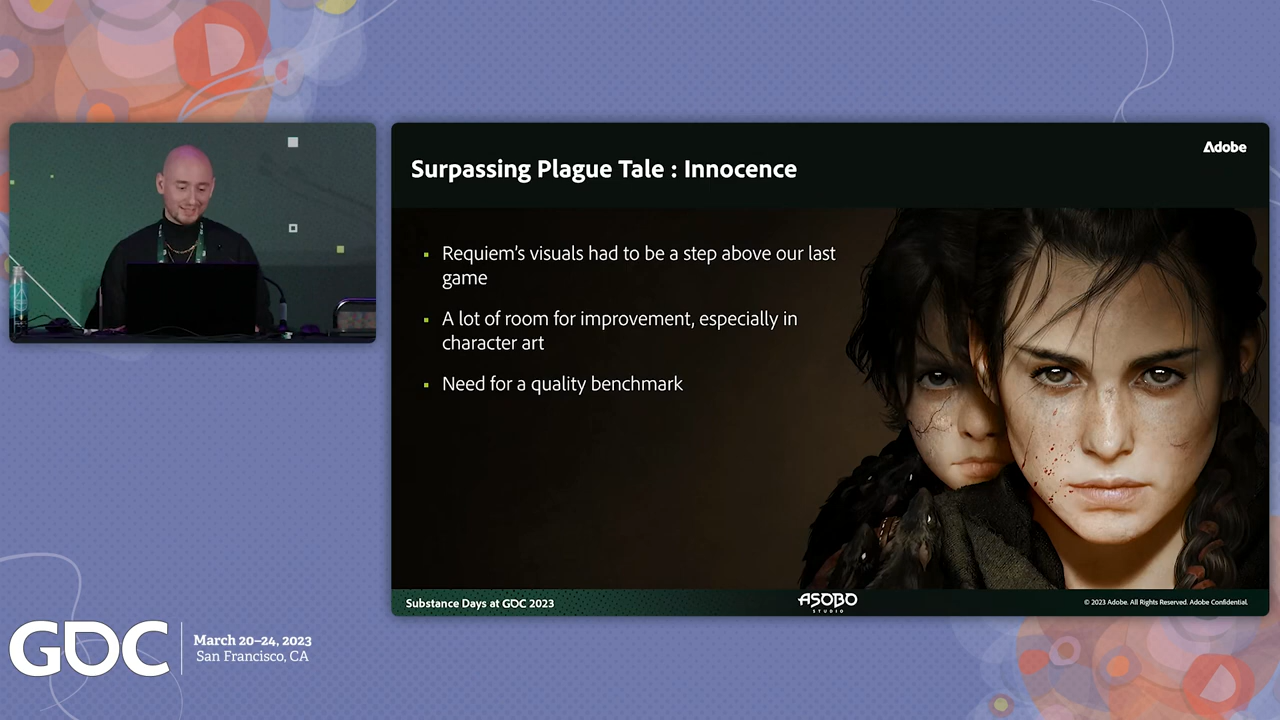 Adobe
Surpassing Plague Tale : Innocence
▪ Requiem's visuals had to be a step above our last
game
▪ A lot of room for improvement, especially in
character art
▪ Need for a quality benchmark
Substance Days at GDC 2023
ASOBO
STUDIO
© 2023 Adobe. All Rights Reserved. Adobe Confidential.
GDC
March 20–24, 2023
San Francisco, CA